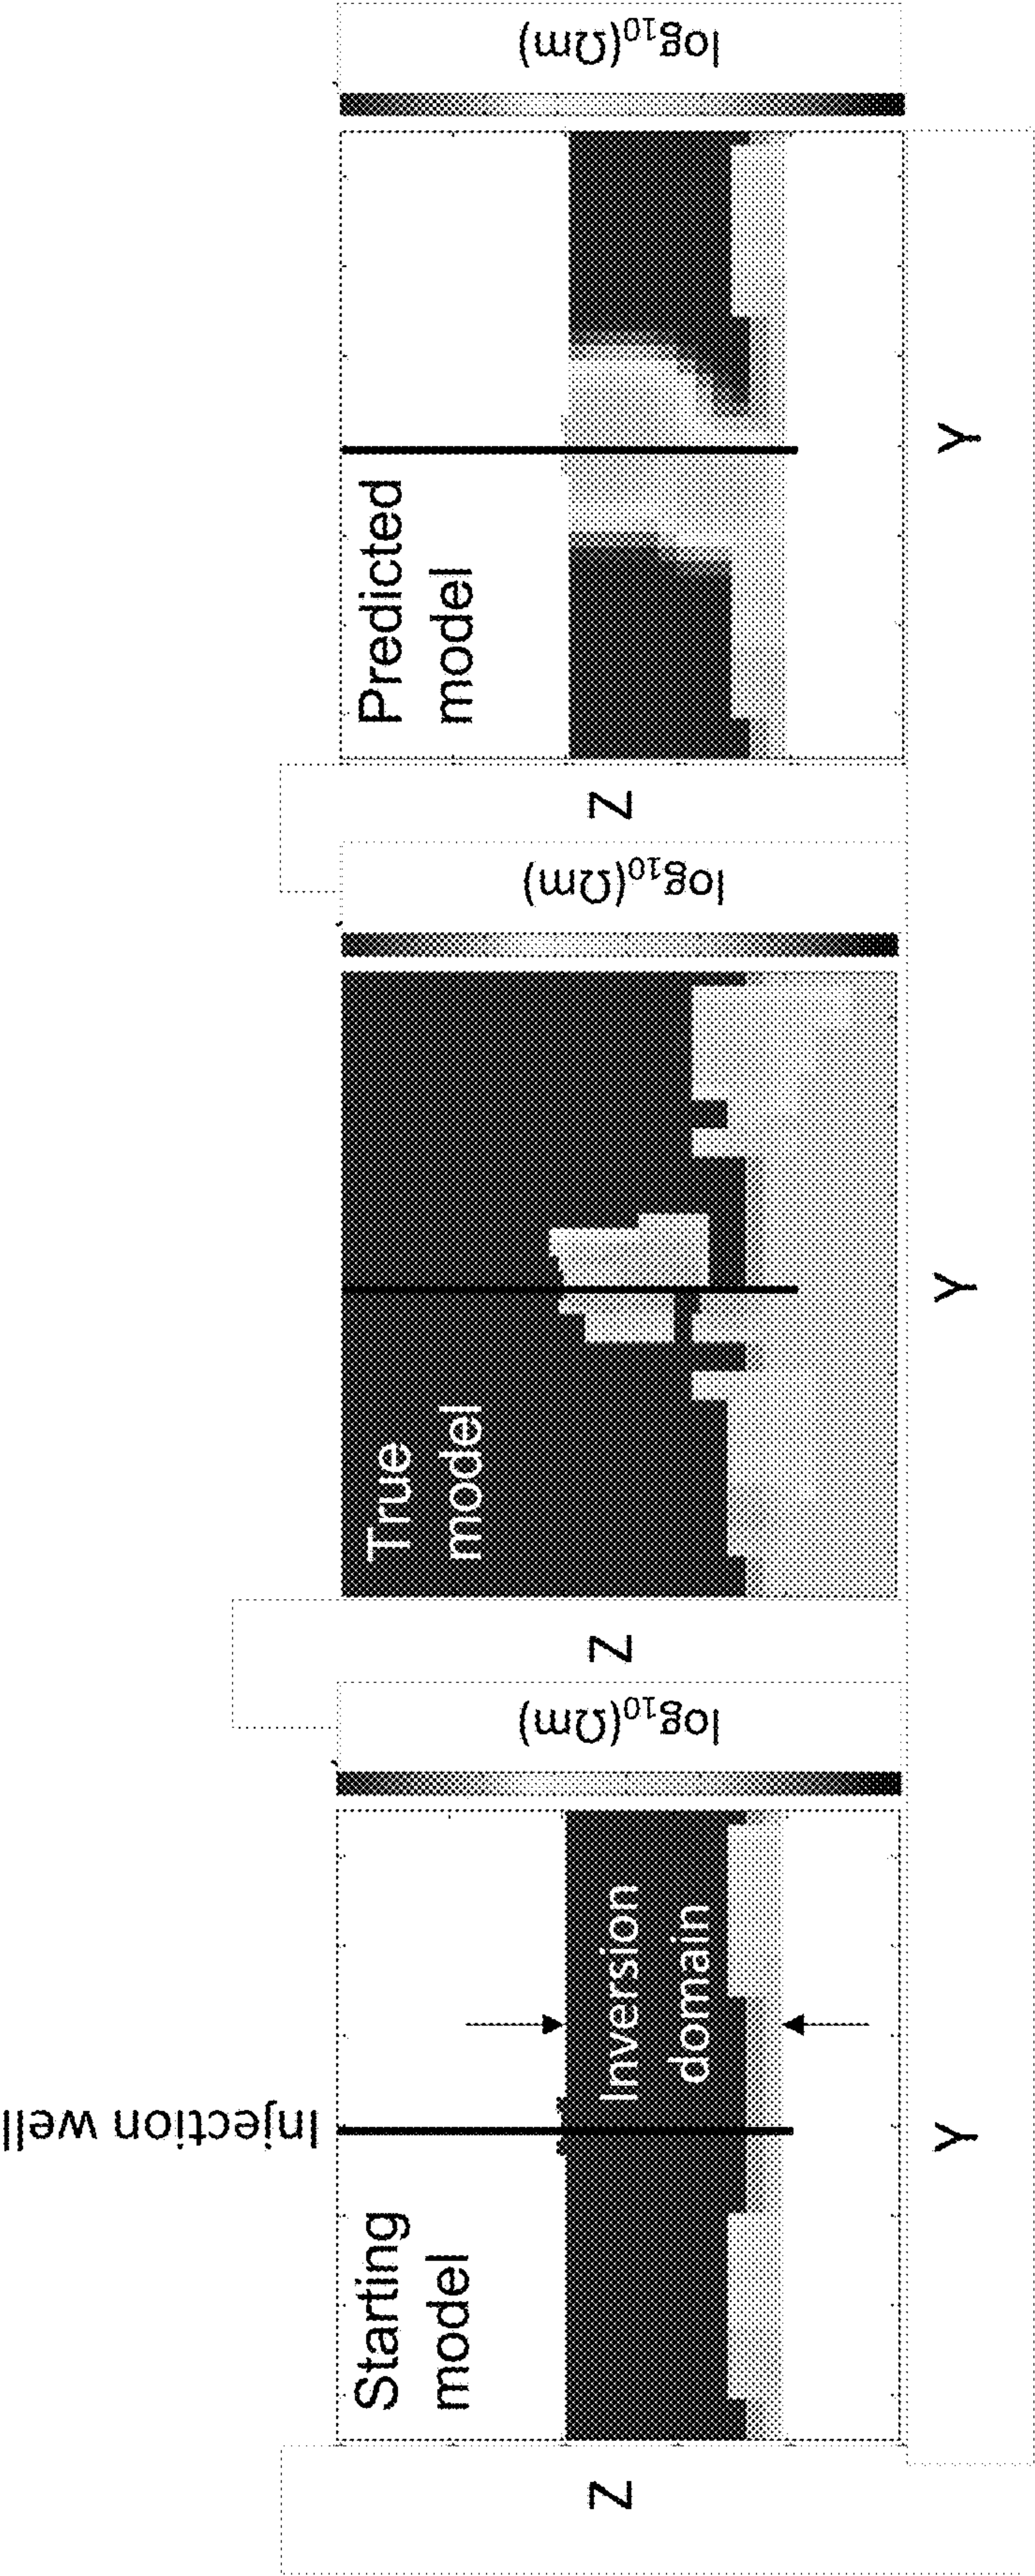 Injection well
Starting
model
Inversion
domain
Z
Y
log₁₀(Ωm)
True
model
Z
Y
log₁₀(Ωm)
Predicted
model
Z
Y
log₁₀(Ωm)